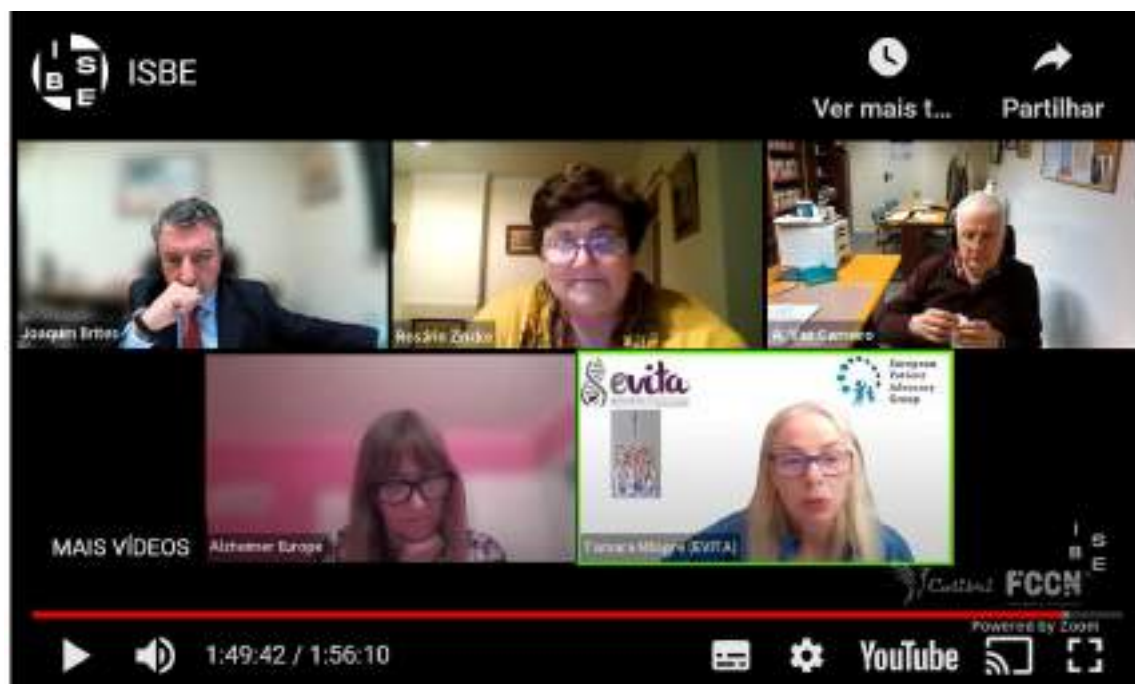 I
B S
E
ISBE
Ver mais t...
Partilhar
Joaquim Brites
Rosário Zincke
evita
European
Patient
Advocacy
Group
MAIS VÍDEOS
Alzheimer Europe
Tamara Milagre (EVITA)
I S
B E
Colibri FCCN
Powered by Zoom
1:49:42 / 1:56:10
YouTube